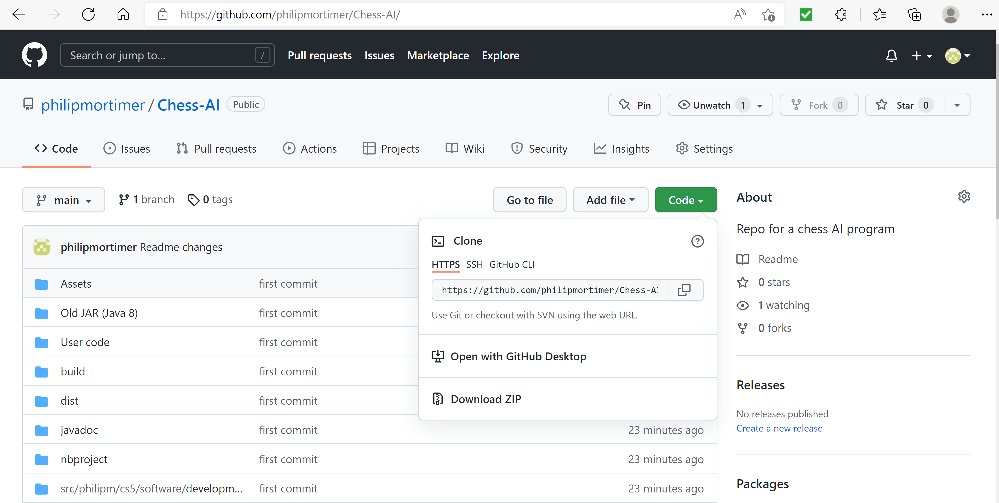 https://github.com/philipmortimer/Chess-AI/
Search or jump to... /
Pull requests Issues Marketplace Explore
philipmortimer / Chess-AI Public
Pin Unwatch 1 Fork 0 Star 0
Code Issues Pull requests Actions Projects Wiki Security Insights Settings
main 1 branch 0 tags
Go to file Add file Code
philipmortimer Readme changes
Assets first commit
Old JAR (Java 8) first commit
User code first commit
build first commit
dist first commit
javadoc first commit 23 minutes ago
nbproject first commit 23 minutes ago
src/philipm/cs5/software/developm... first commit 23 minutes ago
Clone
HTTPS SSH GitHub CLI
https://github.com/philipmortimer/Chess-AI
Use Git or checkout with SVN using the web URL.
Open with GitHub Desktop
Download ZIP
About
Repo for a chess AI program
Readme
0 stars
1 watching
0 forks
Releases
No releases published
Create a new release
Packages